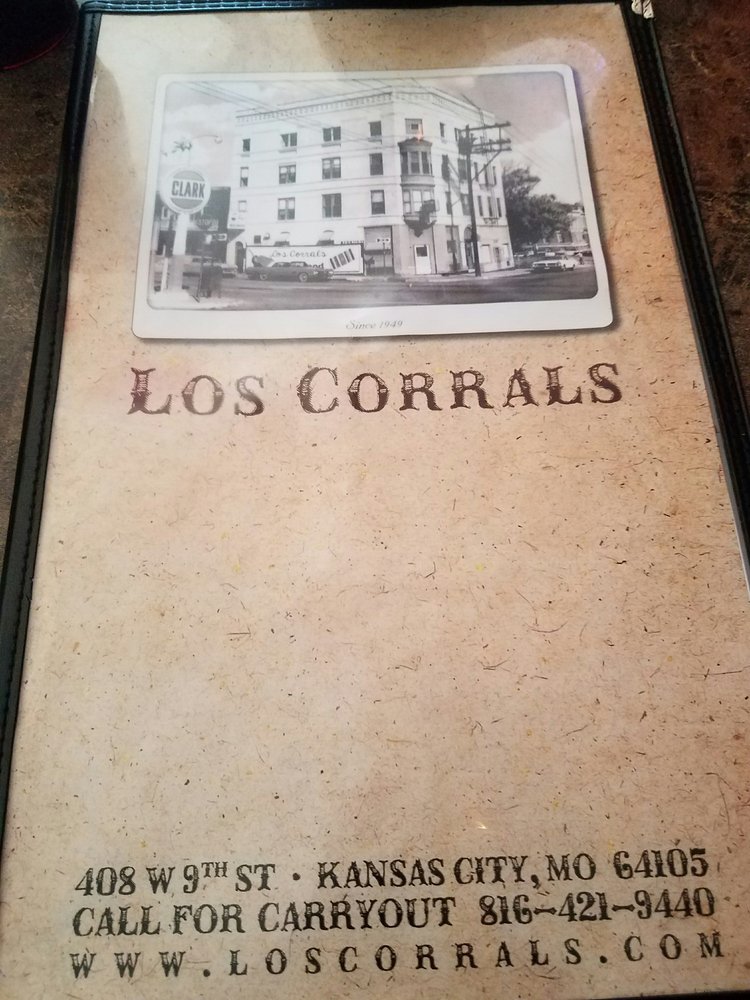 CLARK
Los Corrals
Since 1949
LOS CORRALS
408 W 9TH ST · KANSAS CITY, MO 64105
CALL FOR CARRYOUT 816-421-9440
WWW.LOSCORRALS.COM